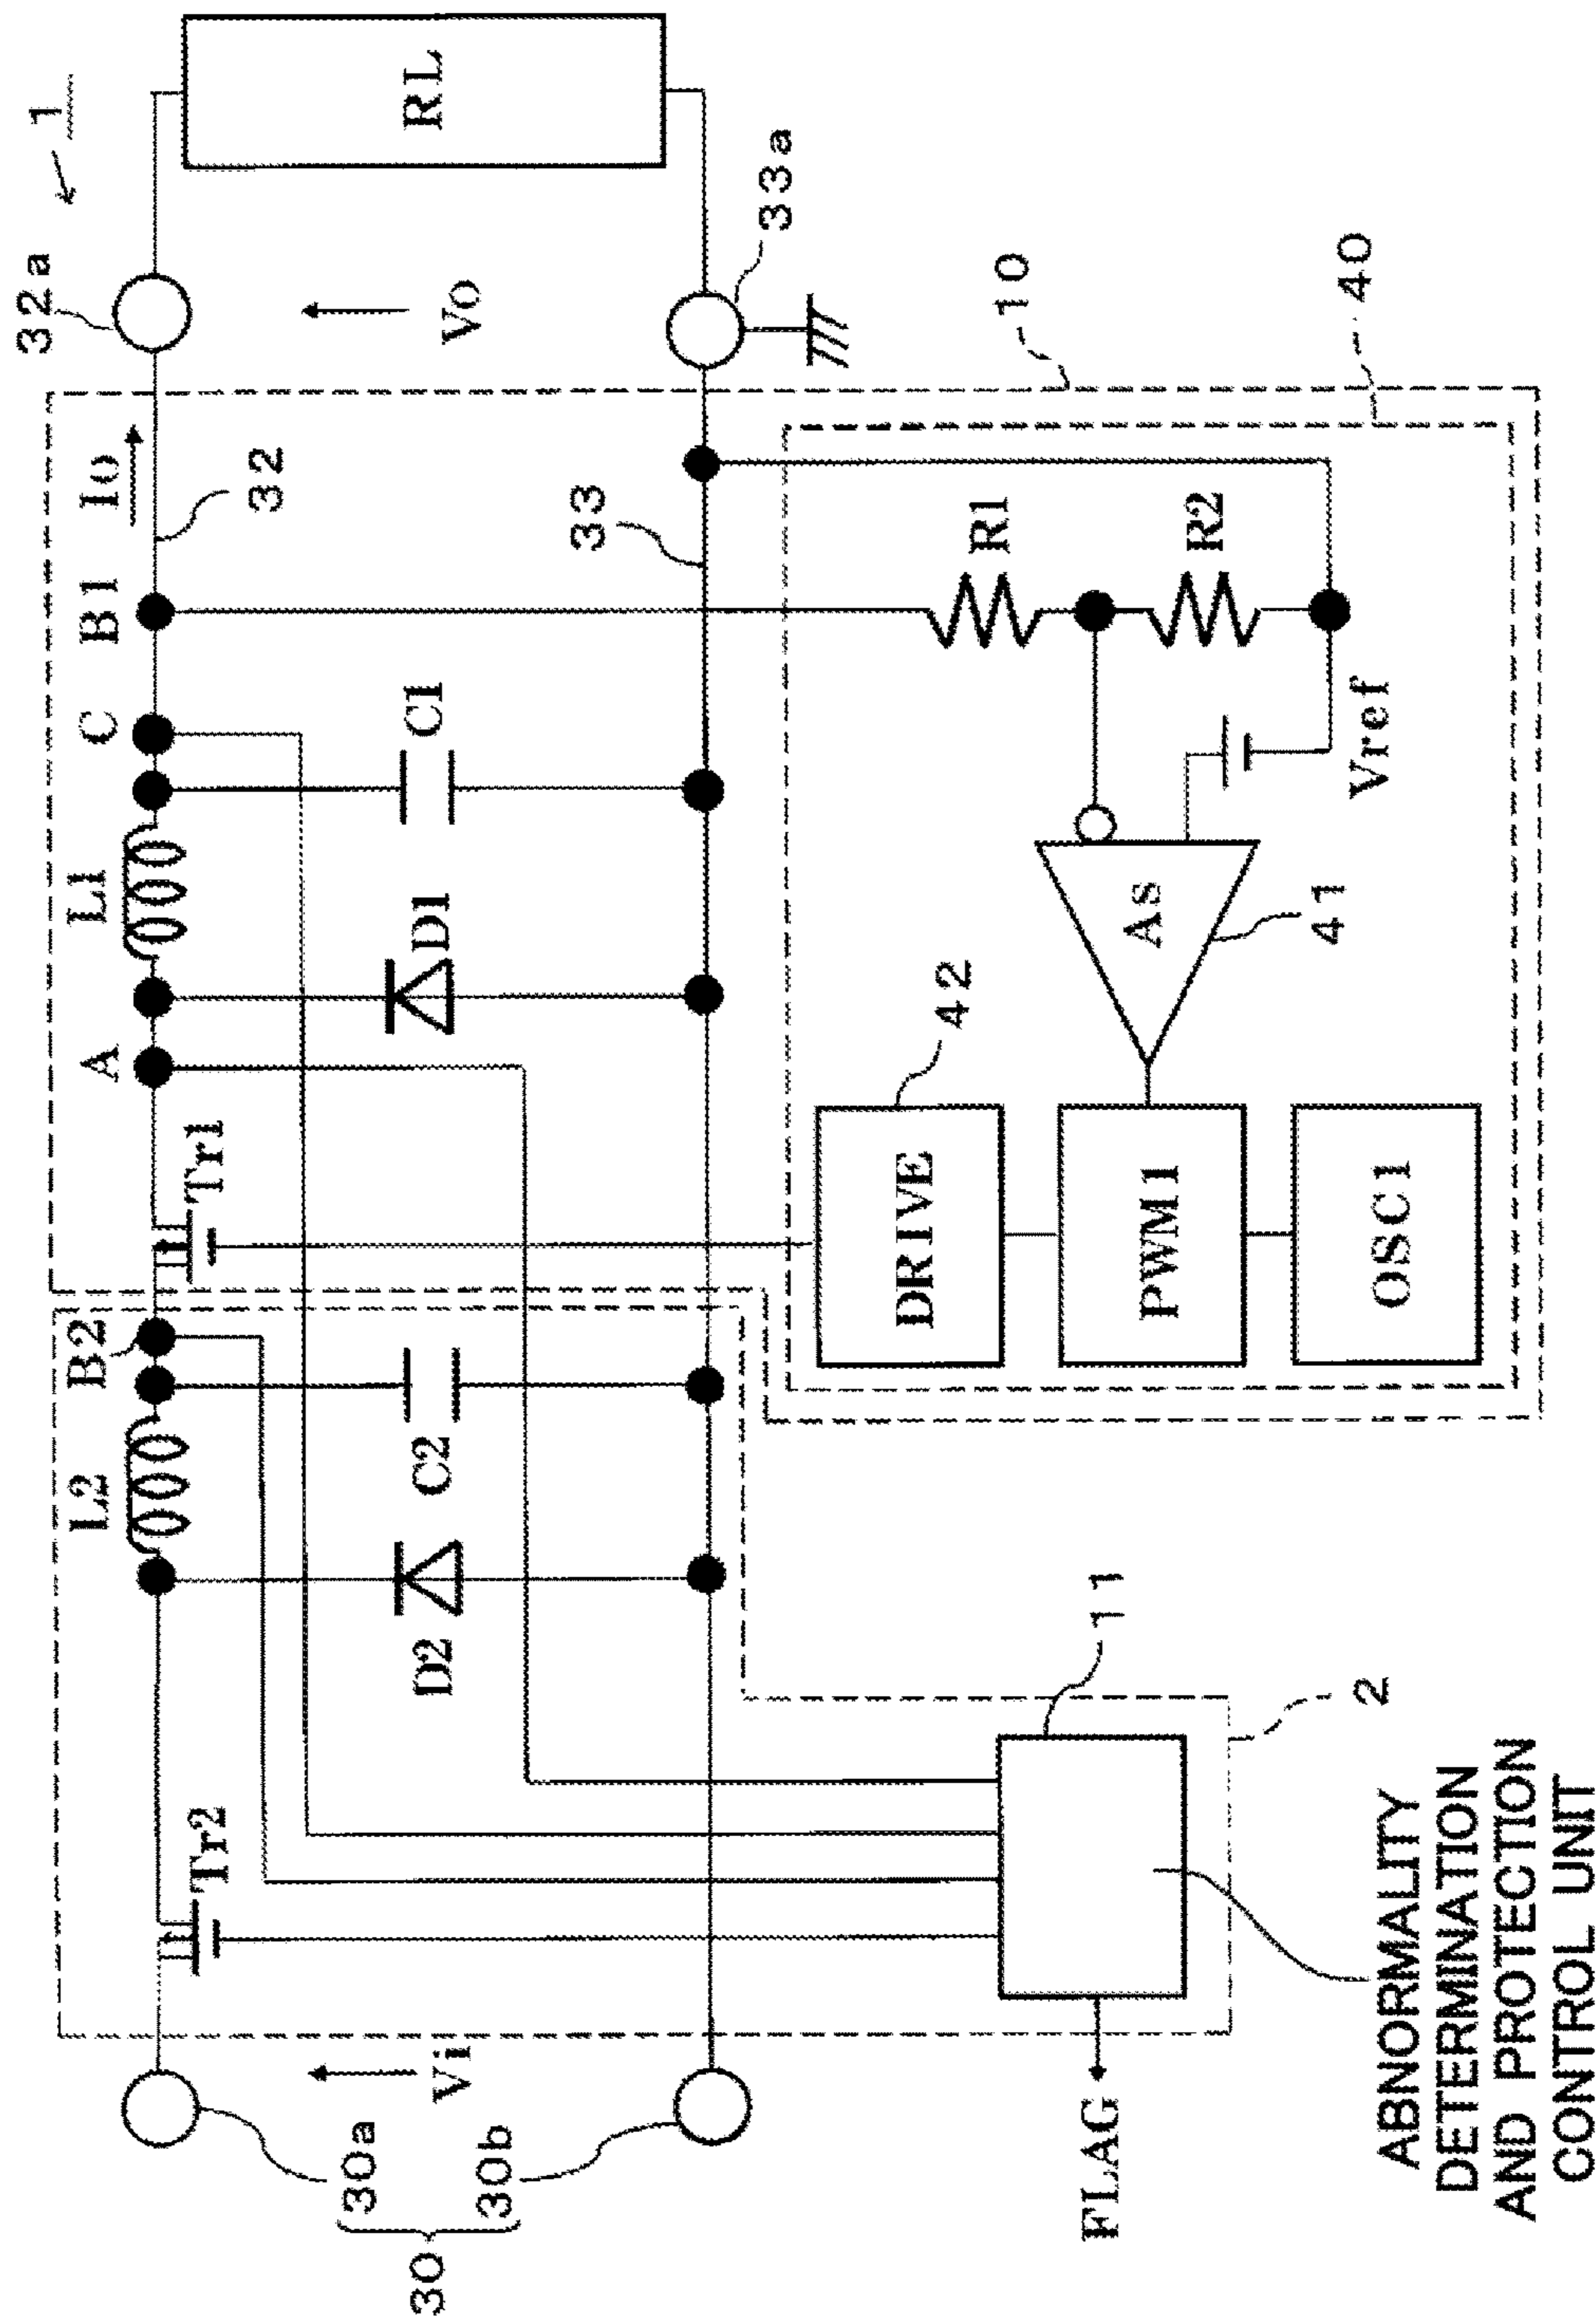 1
32a
Io
B1
C
L1
A
Tr1
B2
L2
Tr2
30a
30b
30
Vi
D2
C2
D1
C1
32
33
Vo
RL
33a
10
40
R1
R2
Vref
As
41
42
DRIVE
PWM1
OSC1
11
2
FLAG
ABNORMALITY
DETERMINATION
AND PROTECTION
CONTROL UNIT